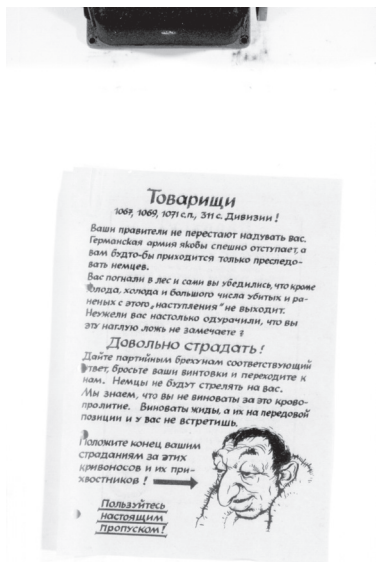 Товарищи
1067, 1069, 1071 с.п., 311 с. Дивизии!
Ваши правители не перестают надувать вас.
Германская армия якобы спешно отступает, а
вам будто-бы приходится только преследо-
вать немцев.
Вас погнали в лес и сами вы убедились, что кроме
голода, холода и большого числа убитых и ра-
неных с этого „наступления" не выходит.
Неужели вас настолько одурачили, что вы
эту наглую ложь не замечаете?
Довольно страдать!
Дайте партийным брехунам соответствующий
ответ, бросьте ваши винтовки и переходите к
нам. Немцы не будут стрелять на вас.
Мы знаем, что вы не виноваты за это крово-
пролитие. Виноваты жиды, а их на передовой
позиции и у вас не встретишь.
Положите конец вашим
страданиям за этих
кривоносов и их при-
хвостников!
Пользуйтесь
настоящим
пропуском!